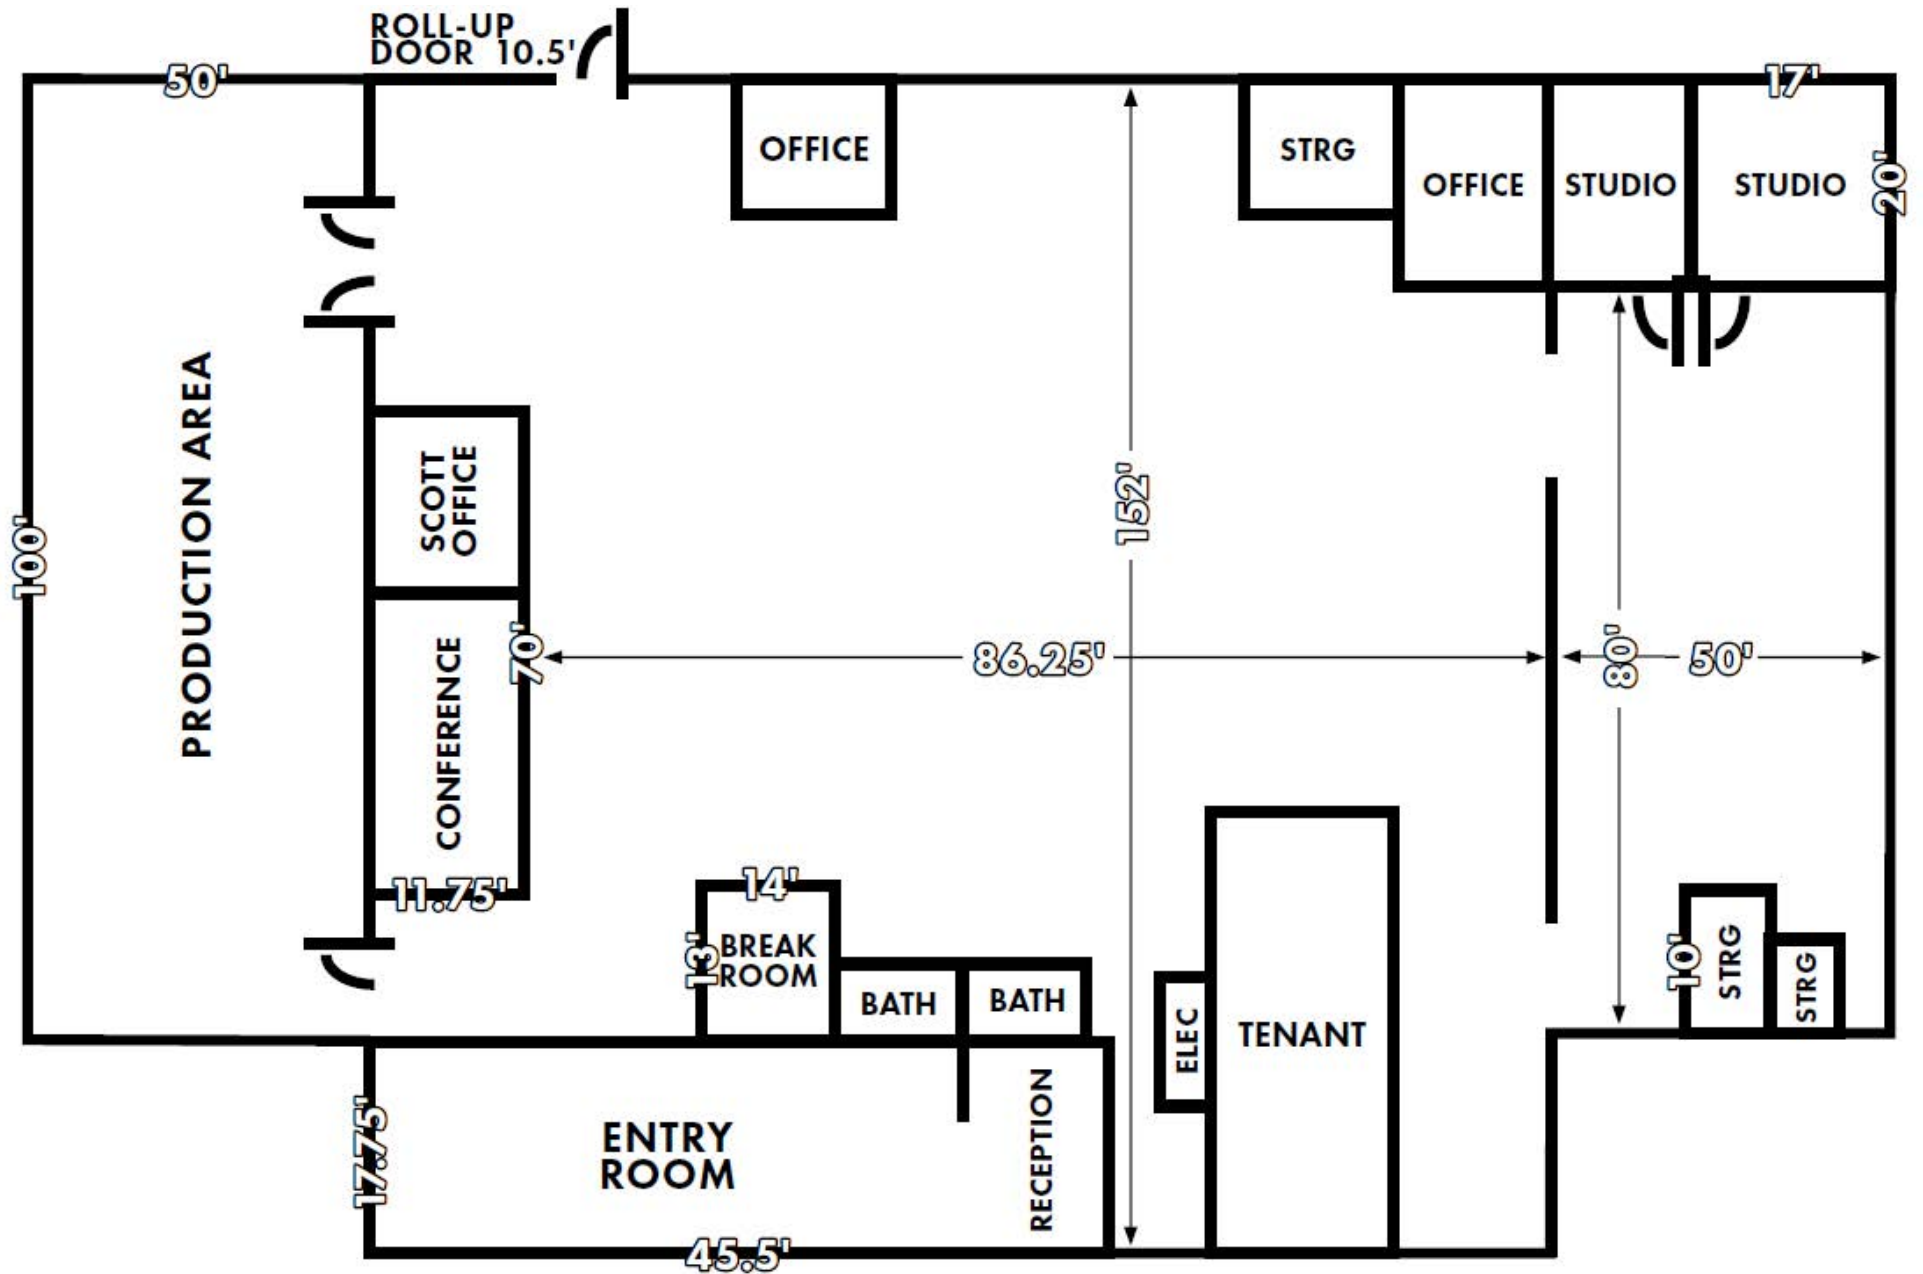 ROLL-UP
DOOR 10.5'
50'
17'
OFFICE
STRG
OFFICE
STUDIO
STUDIO
20'
PRODUCTION AREA
100'
SCOTT
OFFICE
152'
CONFERENCE
70'
86.25'
80'
50'
11.75'
14'
13'
BREAK
ROOM
BATH
BATH
ELEC
TENANT
10'
STRG
STRG
17.75'
ENTRY
ROOM
RECEPTION
45.5'